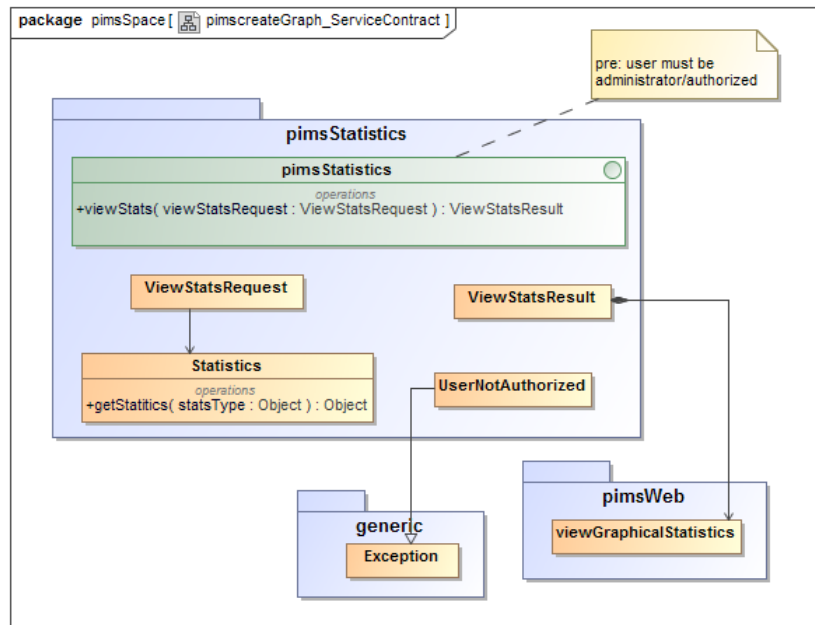 package pimsSpace [ pimscreateGraph_ServiceContract ]
pre: user must be
administrator/authorized
pimsStatistics
pimsStatistics
operations
+viewStats( viewStatsRequest : ViewStatsRequest ) : ViewStatsResult
ViewStatsRequest
ViewStatsResult
Statistics
operations
+getStatitics( statsType : Object ) : Object
UserNotAuthorized
generic
Exception
pimsWeb
viewGraphicalStatistics